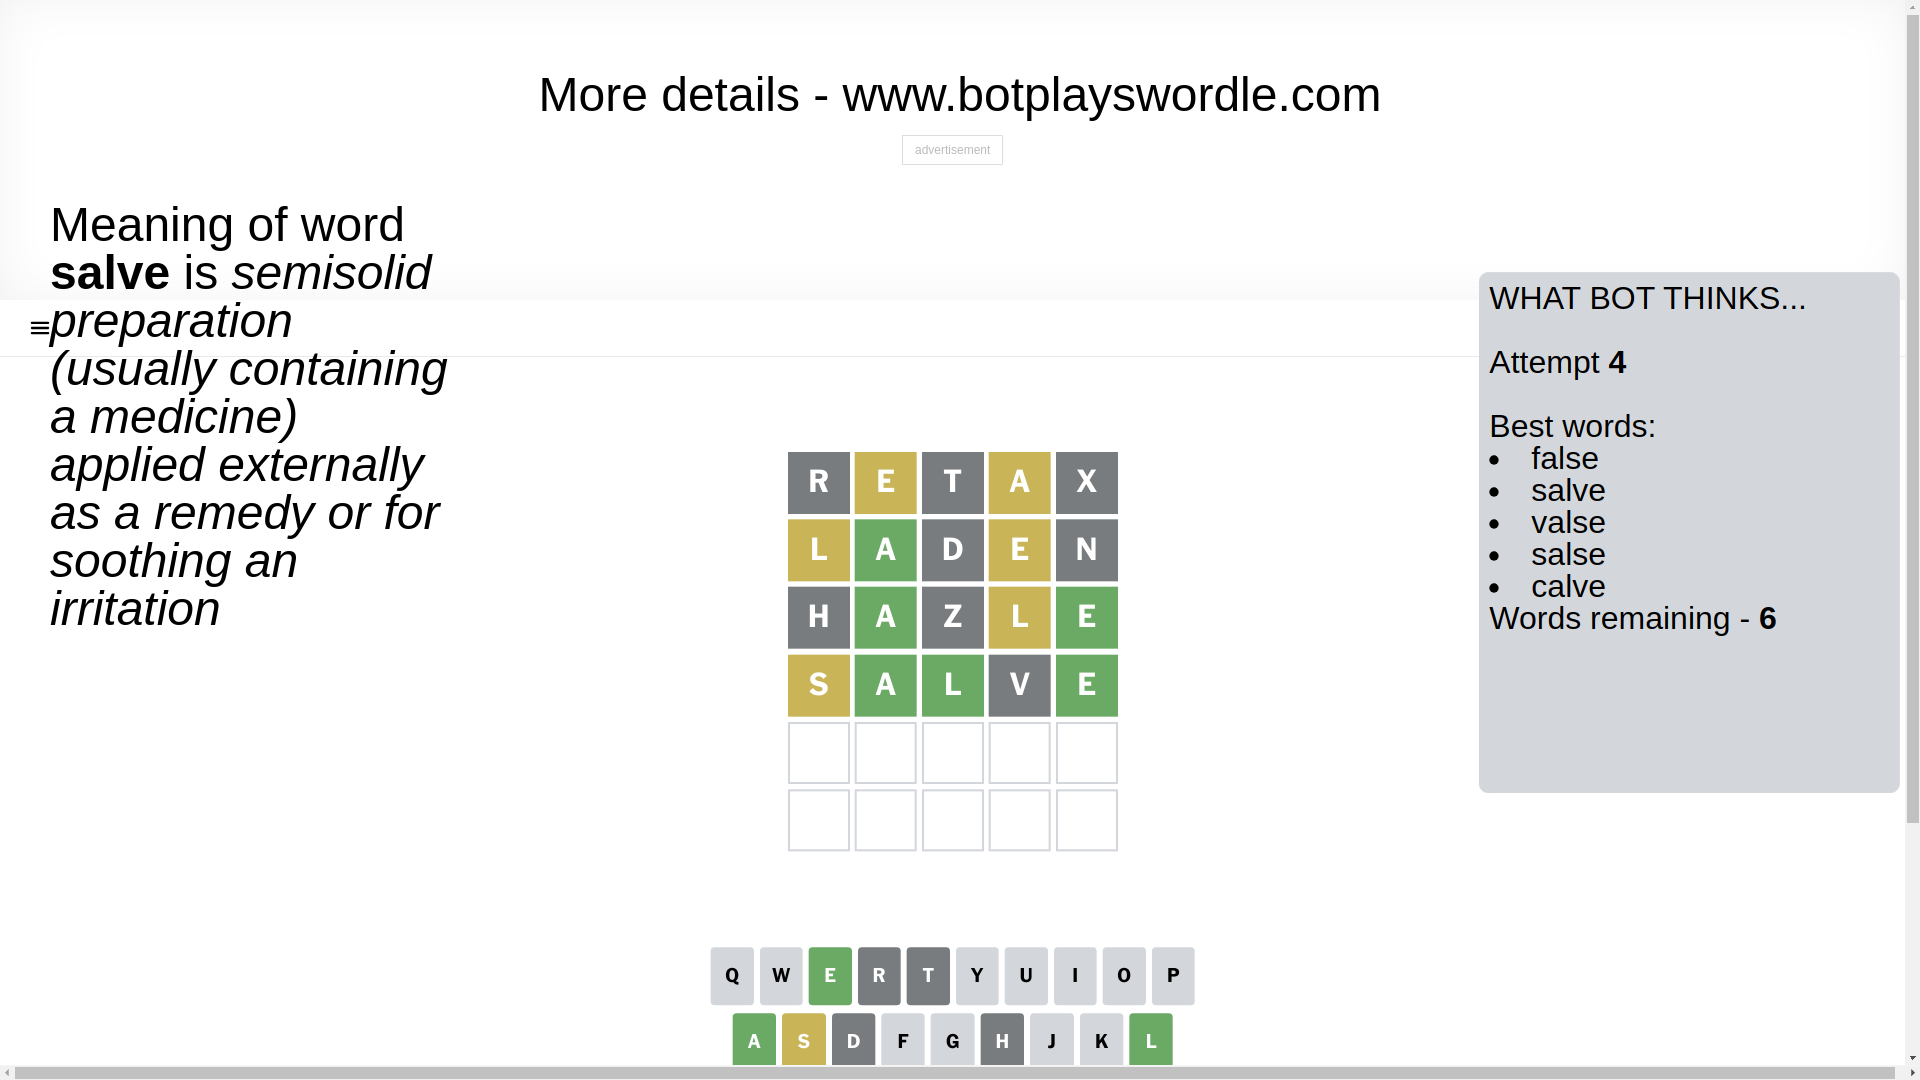 More details - www.botplayswordle.com
advertisement
Meaning of word
salve is semisolid
preparation
(usually containing
a medicine)
applied externally
as a remedy or for
soothing an
irritation
WHAT BOT THINKS...
Attempt 4
Best words:
• false
• salve
• valse
• salse
• calve
Words remaining - 6
R E T A X
L A D E N
H A Z L E
S A L V E
Q W E R T Y U I O P
A S D F G H J K L